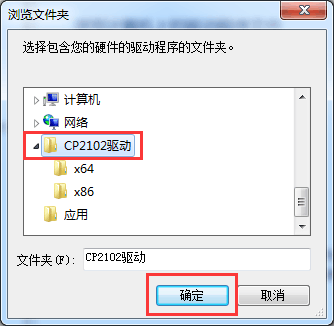 浏览文件夹
选择包含您的硬件的驱动程序的文件夹。
计算机
网络
CP2102驱动
x64
x86
应用
文件夹(F): CP2102驱动
确定 取消